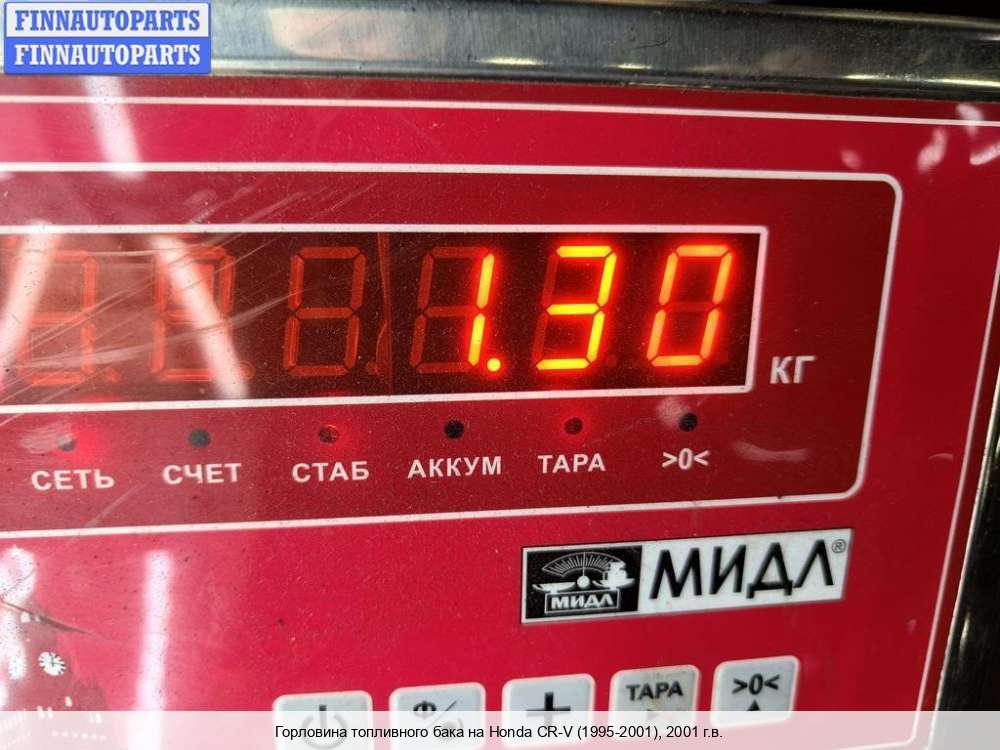 FINNAUTOPARTS
FINNAUTOPARTS
1.30
КГ
СЕТЬ СЧЕТ СТАБ АККУМ ТАРА >0<
МИДЛ МИДЛ®
Ф + ТАРА >0<
Горловина топливного бака на Honda CR-V (1995-2001), 2001 г.в.